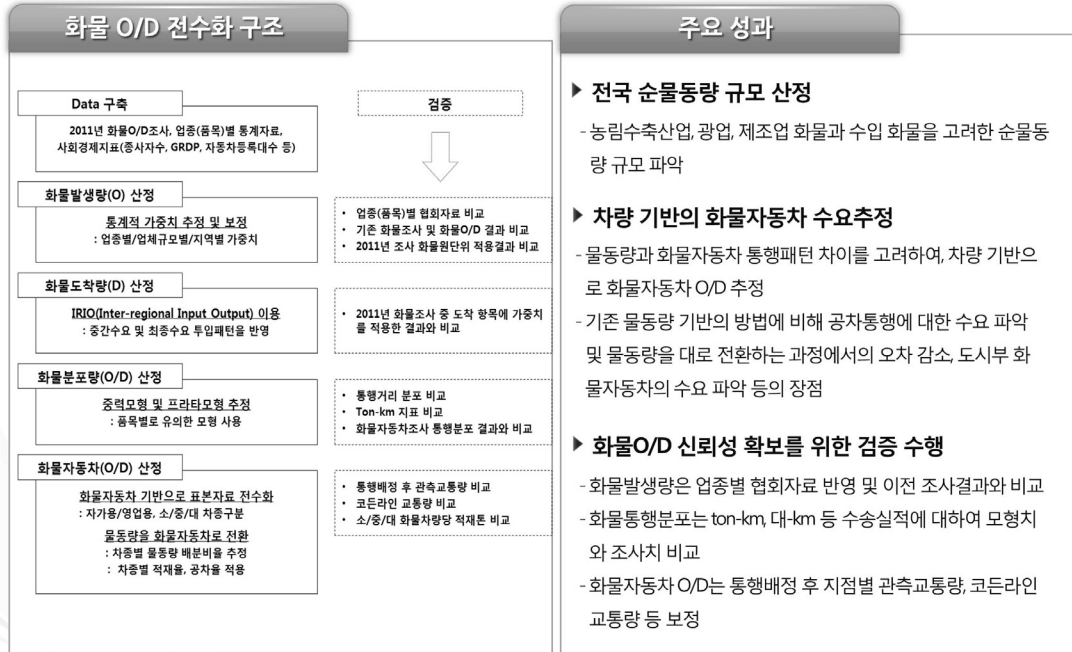 화물 O/D 전수화 구조
Data 구축
2011년 화물O/D조사, 업종(품목)별 통계자료,
사회경제지표(종사자수, GRDP, 자동차등록대수 등)
화물발생량(O) 산정
통계적 가중치 추정 및 보정
: 업종별/업체규모별/지역별 가중치
화물도착량(D) 산정
IRIO(Inter-regional Input Output) 이용
: 중간수요 및 최종수요 투입패턴을 반영
화물분포량(O/D) 산정
중력모형 및 프라타모형 추정
: 품목별로 유의한 모형 사용
화물자동차(O/D) 산정
화물자동차 기반으로 표본자료 전수화
: 자가용/영업용, 소/중/대 차종구분
물동량을 화물자동차로 전환
: 차종별 물동량 배분비율 추정
: 차종별 적재율, 공차율 적용
검증
• 업종(품목)별 협회자료 비교
• 기존 화물조사 및 화물O/D 결과 비교
• 2011년 조사 화물원단위 적용결과 비교
• 2011년 화물조사 중 도착 항목에 가중치
를 적용한 결과와 비교
• 통행거리 분포 비교
• Ton-km 지표 비교
• 화물자동차조사 통행분포 결과와 비교
• 통행배정 후 관측교통량 비교
• 코든라인 교통량 비교
• 소/중/대 화물차량당 적재톤 비교
주요 성과
▶ 전국 순물동량 규모 산정
- 농림수축산업, 광업, 제조업 화물과 수입 화물을 고려한 순물동
량 규모 파악
▶ 차량 기반의 화물자동차 수요추정
- 물동량과 화물자동차 통행패턴 차이를 고려하여, 차량 기반으
로 화물자동차 O/D 추정
- 기존 물동량 기반의 방법에 비해 공차통행에 대한 수요 파악
및 물동량을 대로 전환하는 과정에서의 오차 감소, 도시부 화
물자동차의 수요 파악 등의 장점
▶ 화물O/D 신뢰성 확보를 위한 검증 수행
- 화물발생량은 업종별 협회자료 반영 및 이전 조사결과와 비교
- 화물통행분포는 ton-km, 대-km 등 수송실적에 대하여 모형치
와 조사치 비교
- 화물자동차 O/D는 통행배정 후 지점별 관측교통량, 코든라인
교통량 등 보정